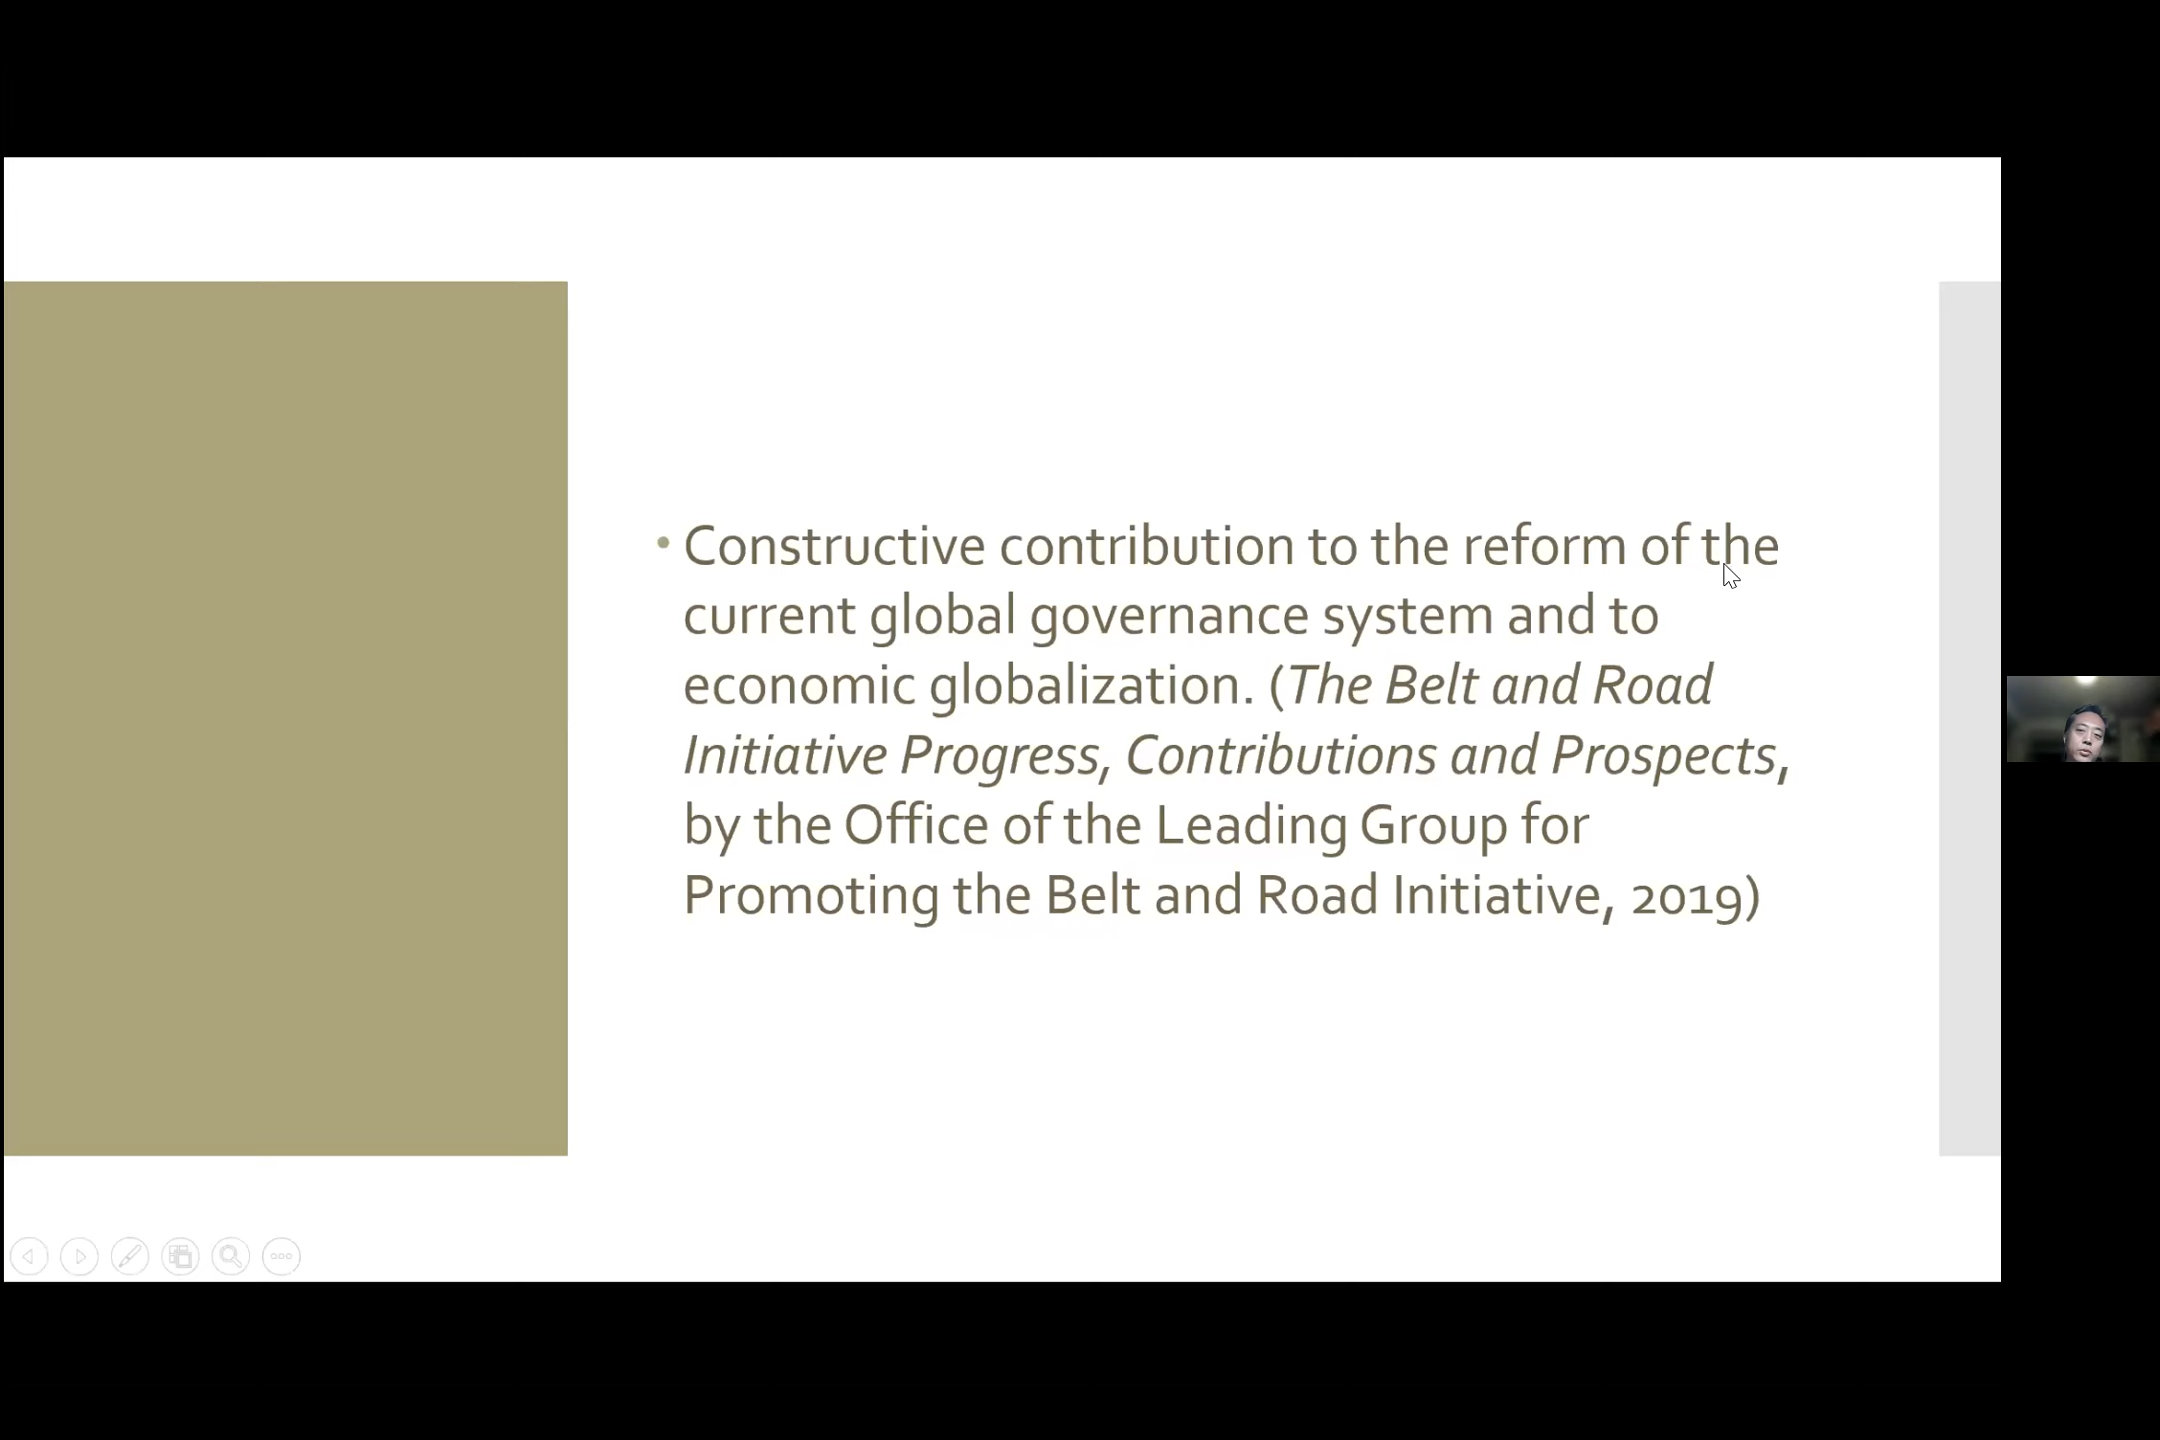 • Constructive contribution to the reform of the
current global governance system and to
economic globalization. (The Belt and Road
Initiative Progress, Contributions and Prospects,
by the Office of the Leading Group for
Promoting the Belt and Road Initiative, 2019)